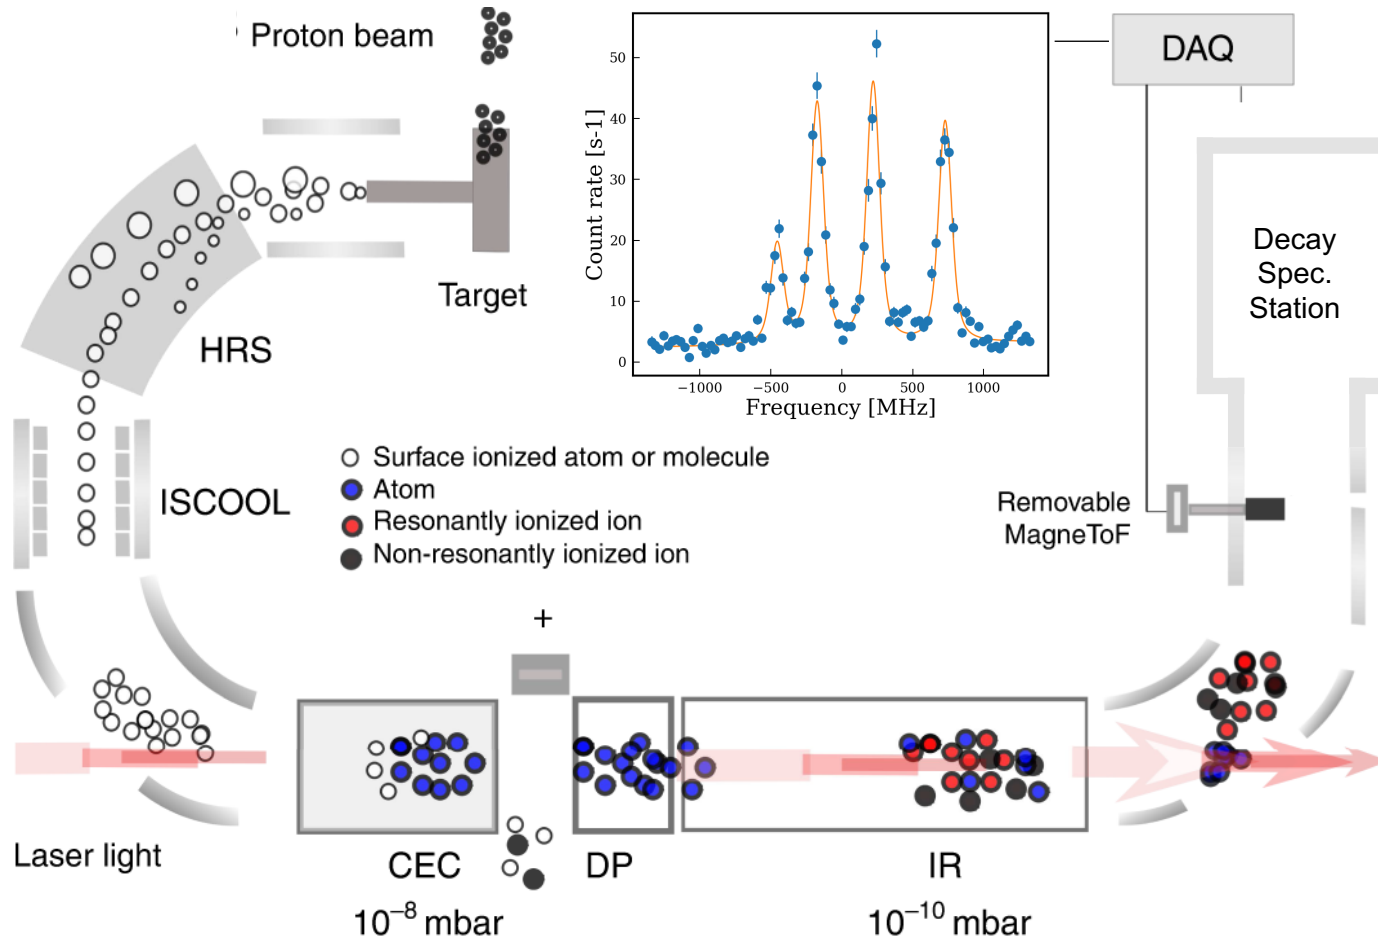 Proton beam
DAQ
50
40
30
20
10
0
Count rate [s-1]
−1000
−500
0
500
1000
Frequency [MHz]
Target
HRS
Decay
Spec.
Station
Surface ionized atom or molecule
Atom
Resonantly ionized ion
Non-resonantly ionized ion
ISCOOL
Removable
MagneToF
+
Laser light
CEC
DP
IR
10⁻⁸ mbar
10⁻¹⁰ mbar